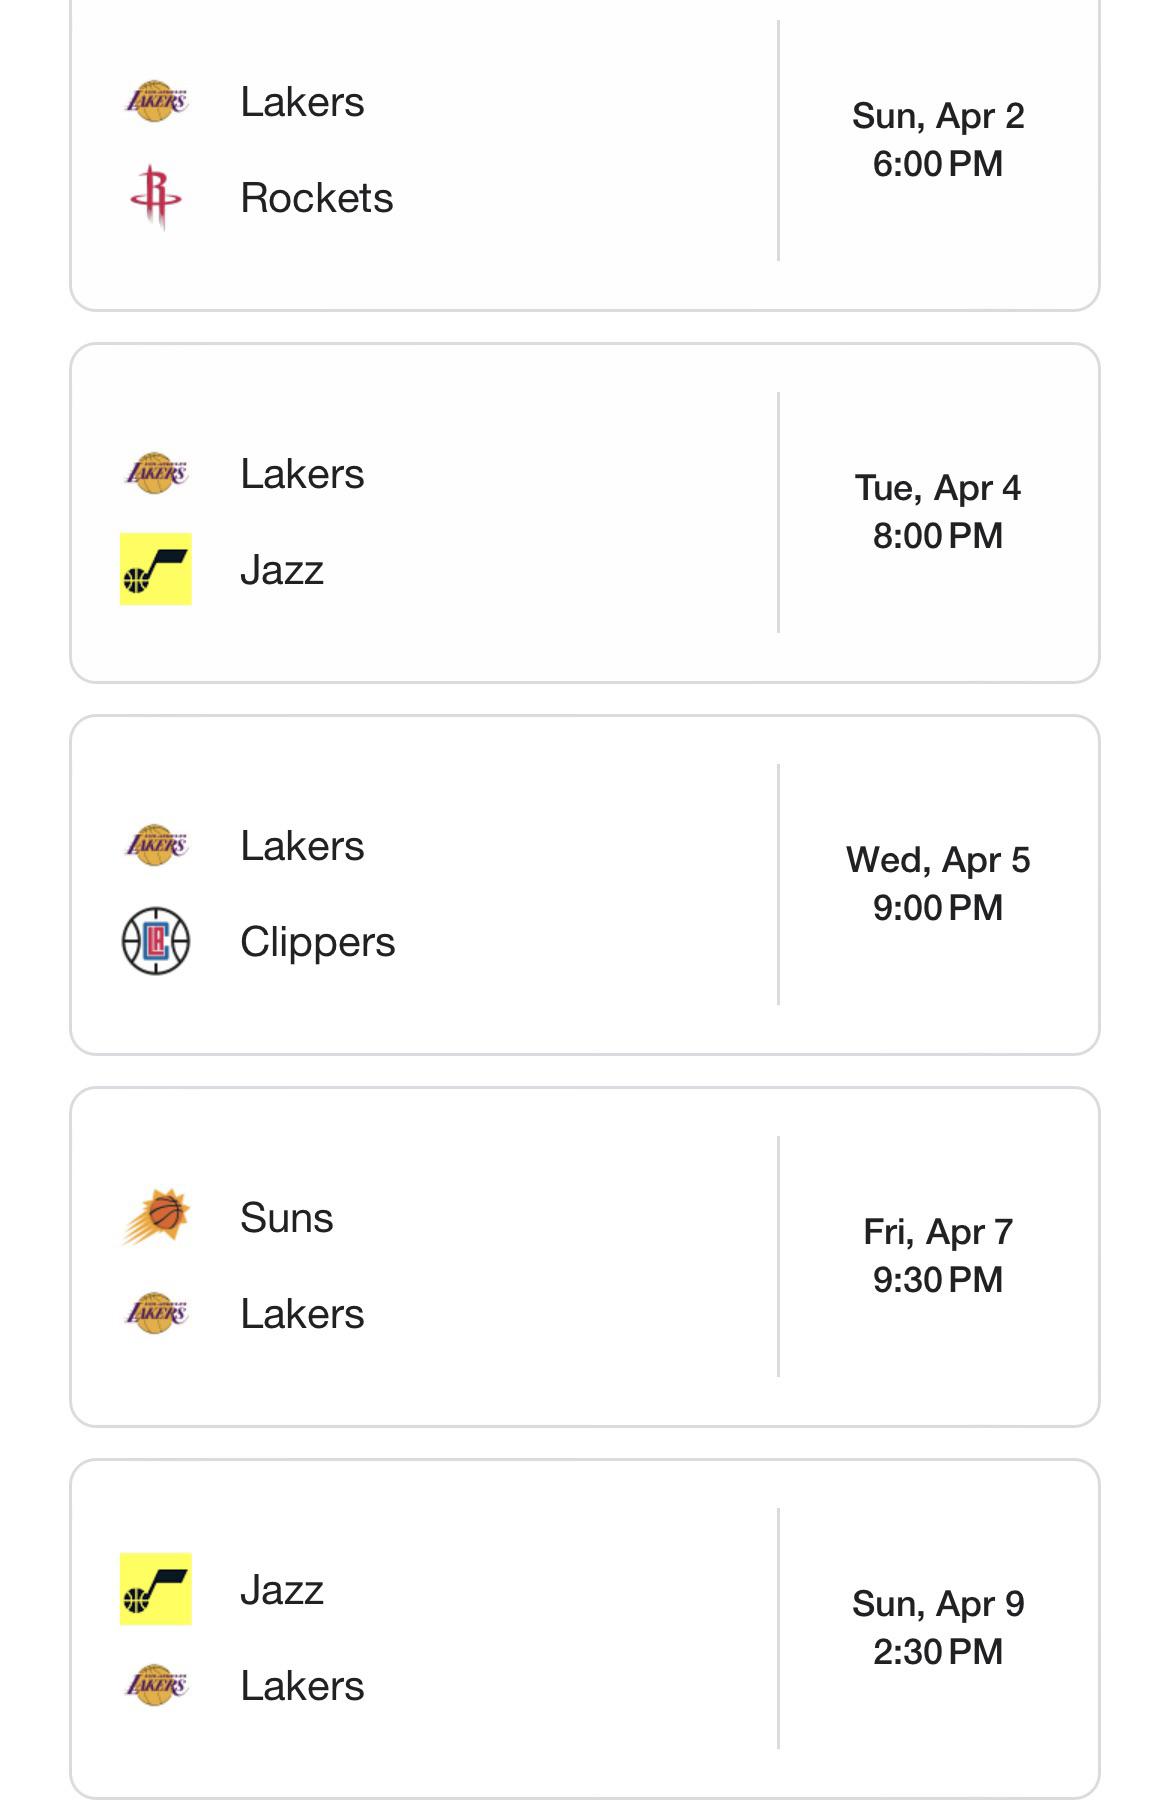 Lakers
Rockets
Sun, Apr 2
6:00 PM
Lakers
Jazz
Tue, Apr 4
8:00 PM
Lakers
Clippers
Wed, Apr 5
9:00 PM
Suns
Lakers
Fri, Apr 7
9:30 PM
Jazz
Lakers
Sun, Apr 9
2:30 PM